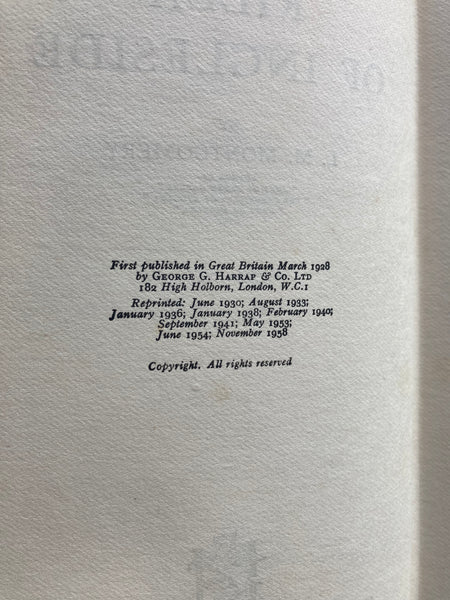 First published in Great Britain March 1928
by GEORGE G. HARRAP & CO. LTD
182 High Holborn, London, W.C.1
Reprinted: June 1930; August 1933;
January 1936; January 1938; February 1940;
September 1941; May 1953;
June 1954; November 1958
Copyright. All rights reserved